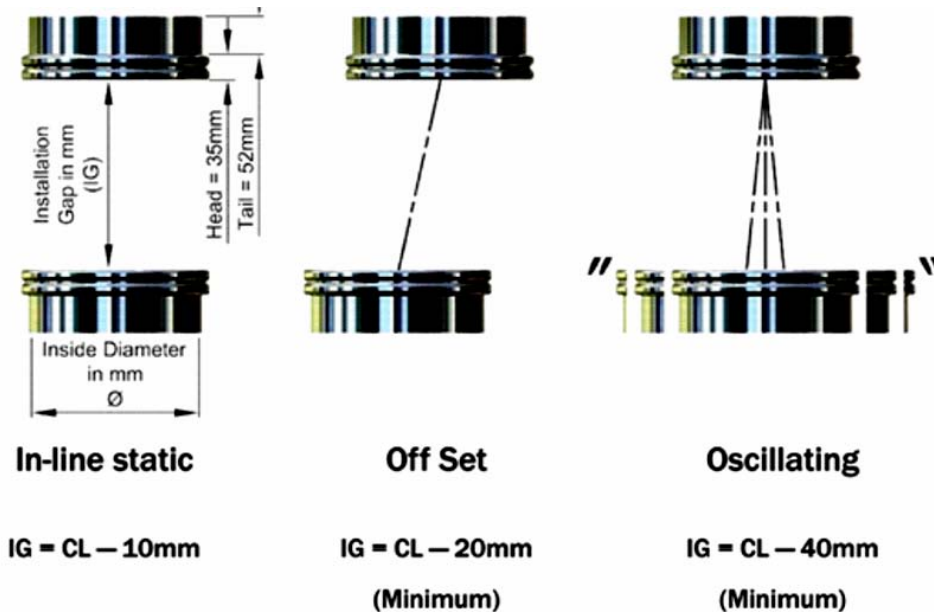 Installation
Gap in mm
(IG)
Head = 35mm
Tail = 52mm
Inside Diameter
in mm
Ø
"
"
In-line static
Off Set
Oscillating
IG = CL — 10mm
IG = CL — 20mm
(Minimum)
IG = CL — 40mm
(Minimum)